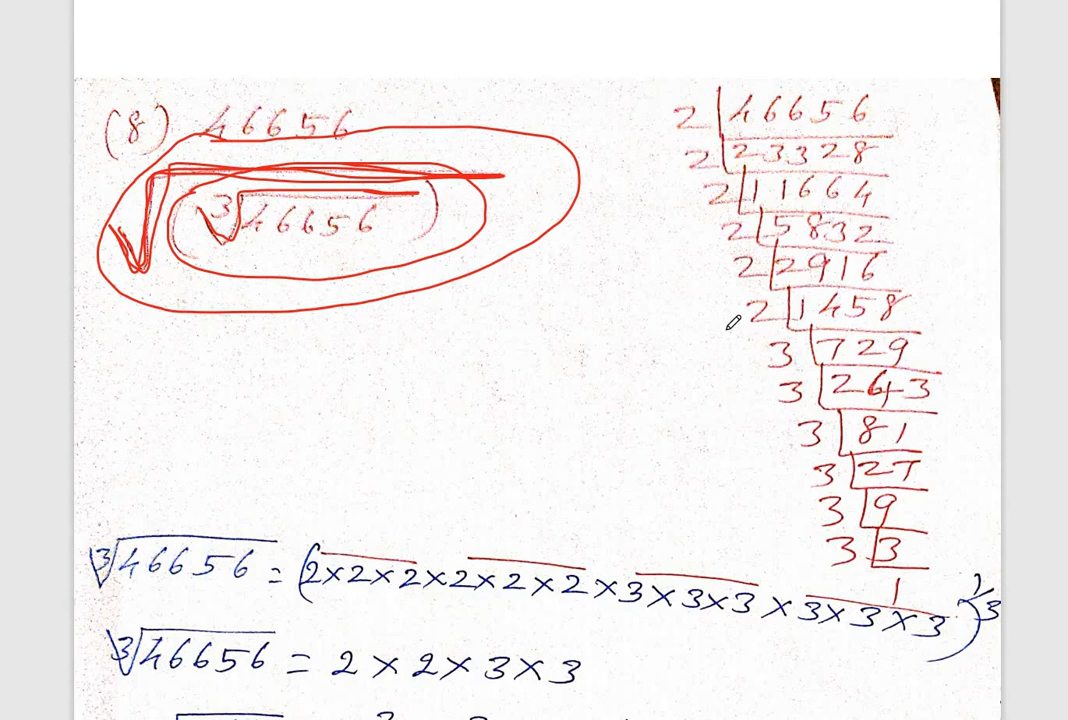 (8) 46656
√(∛46656)
2 | 46656
2 | 23328
2 | 11664
2 | 5832
2 | 2916
2 | 1458
3 | 729
3 | 243
3 | 81
3 | 27
3 | 9
3 | 3
1
∛46656 = (2×2×2×2×2×2×3×3×3×3×3×3)^1/3
∛46656 = 2×2×3×3